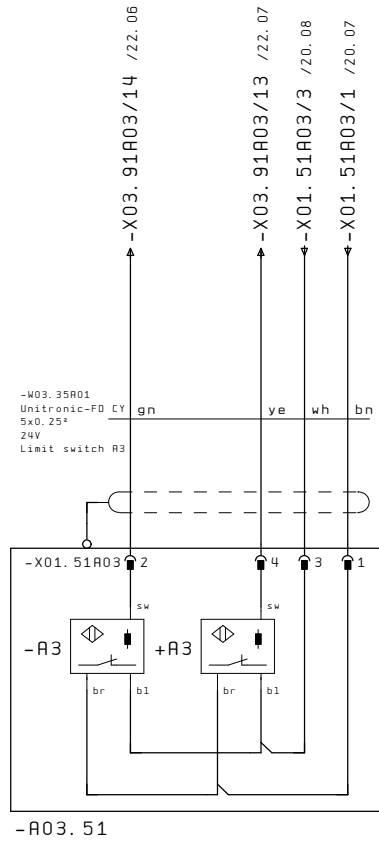 -X03.91A03/14 /22.06
-X03.91A03/13 /22.07
-X01.51A03/3 /20.08
-X01.51A03/1 /20.07
-W03.35A01
Unitronic-FD CY
5x0.25²
24V
Limit switch A3
gn
ye
wh
bn
-X01.51A03
2
4
3
1
sw
sw
-A3
+A3
br
bl
br
bl
-A03.51